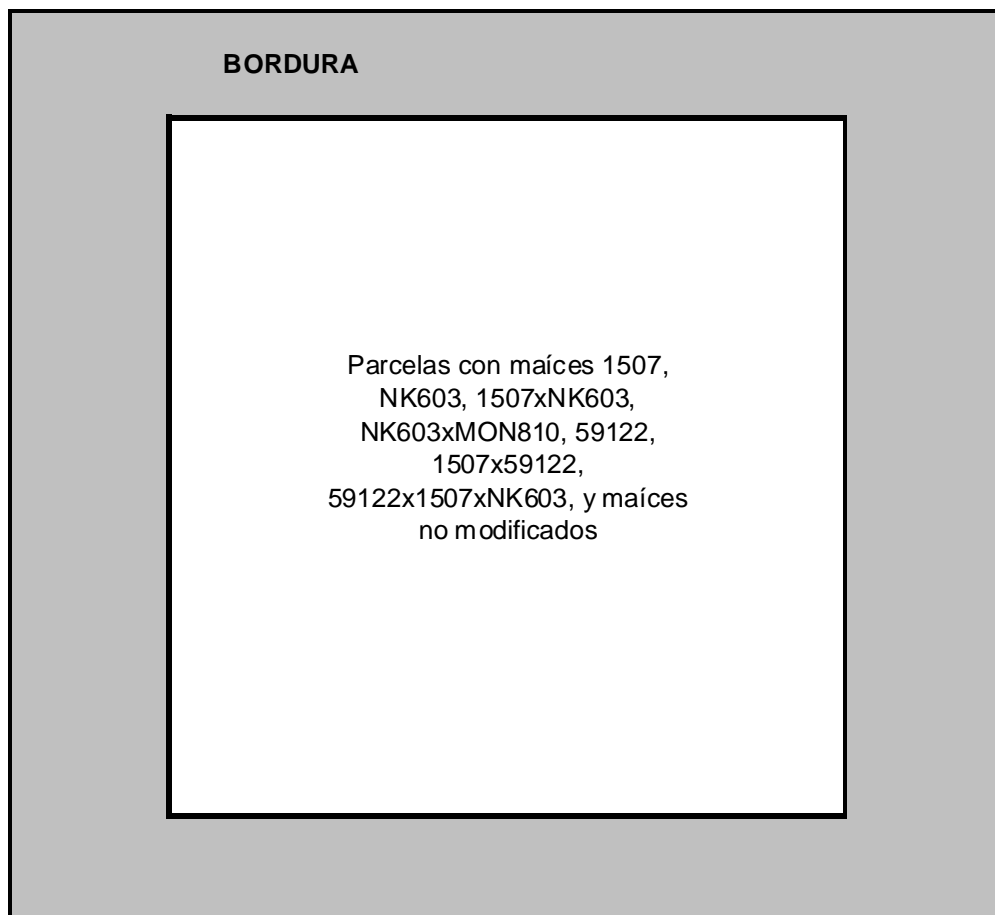 BORDURA
Parcelas con maíces 1507,
NK603, 1507xNK603,
NK603xMON810, 59122,
1507x59122,
59122x1507xNK603, y maíces
no modificados